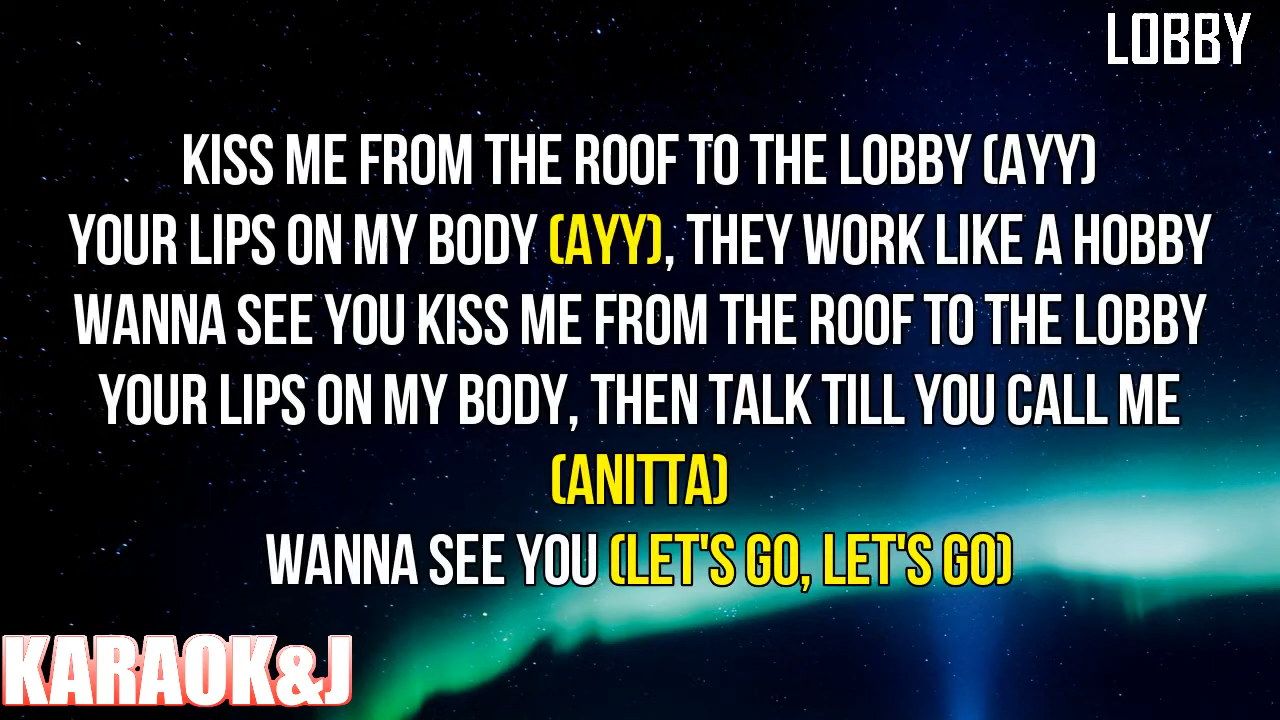 LOBBY
KISS ME FROM THE ROOF TO THE LOBBY (AYY)
YOUR LIPS ON MY BODY (AYY), THEY WORK LIKE A HOBBY
WANNA SEE YOU KISS ME FROM THE ROOF TO THE LOBBY
YOUR LIPS ON MY BODY, THEN TALK TILL YOU CALL ME
(ANITTA)
WANNA SEE YOU (LET'S GO, LET'S GO)
KARAOK&J